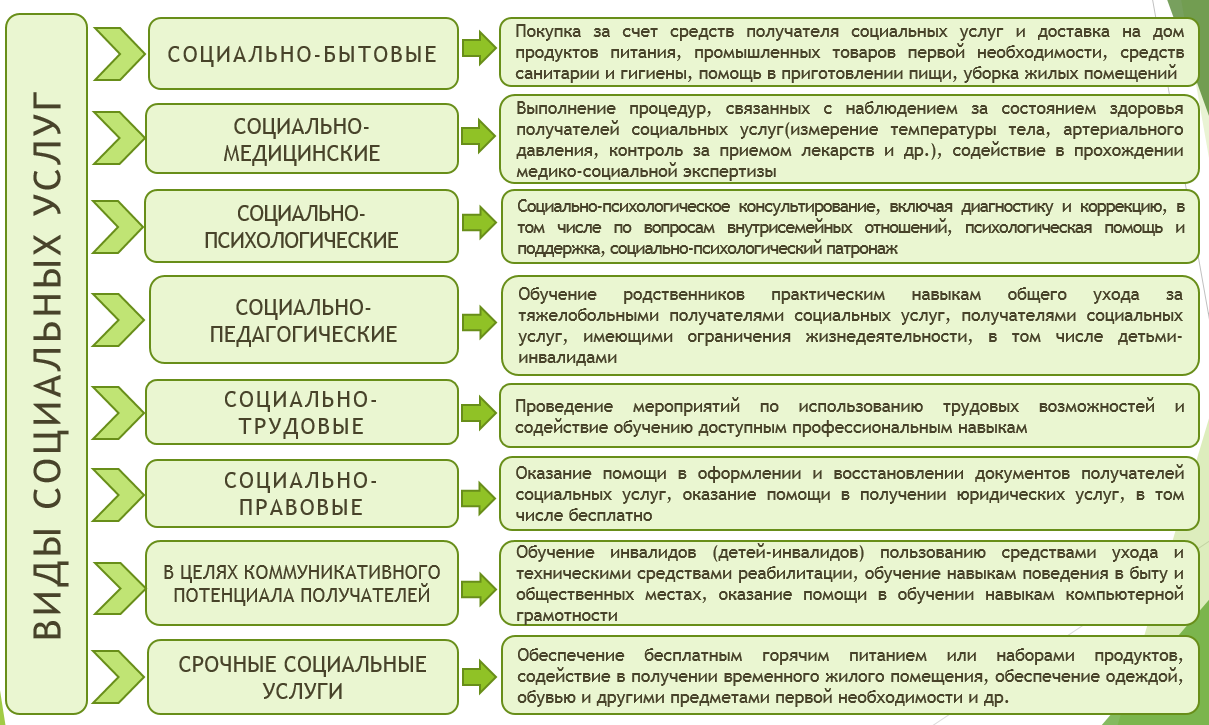 ВИДЫ СОЦИАЛЬНЫХ УСЛУГ
СОЦИАЛЬНО-БЫТОВЫЕ
Покупка за счет средств получателя социальных услуг и доставка на дом
продуктов питания, промышленных товаров первой необходимости, средств
санитарии и гигиены, помощь в приготовлении пищи, уборка жилых помещений
СОЦИАЛЬНО-
МЕДИЦИНСКИЕ
Выполнение процедур, связанных с наблюдением за состоянием здоровья
получателей социальных услуг(измерение температуры тела, артериального
давления, контроль за приемом лекарств и др.), содействие в прохождении
медико-социальной экспертизы
СОЦИАЛЬНО-
ПСИХОЛОГИЧЕСКИЕ
Социально-психологическое консультирование, включая диагностику и коррекцию, в
том числе по вопросам внутрисемейных отношений, психологическая помощь и
поддержка, социально-психологический патронаж
СОЦИАЛЬНО-
ПЕДАГОГИЧЕСКИЕ
Обучение родственников практическим навыкам общего ухода за
тяжелобольными получателями социальных услуг, получателями социальных
услуг, имеющими ограничения жизнедеятельности, в том числе детьми-
инвалидами
СОЦИАЛЬНО-
ТРУДОВЫЕ
Проведение мероприятий по использованию трудовых возможностей и
содействие обучению доступным профессиональным навыкам
СОЦИАЛЬНО-
ПРАВОВЫЕ
Оказание помощи в оформлении и восстановлении документов получателей
социальных услуг, оказание помощи в получении юридических услуг, в том
числе бесплатно
В ЦЕЛЯХ КОММУНИКАТИВНОГО
ПОТЕНЦИАЛА ПОЛУЧАТЕЛЕЙ
Обучение инвалидов (детей-инвалидов) пользованию средствами ухода и
техническими средствами реабилитации, обучение навыкам поведения в быту и
общественных местах, оказание помощи в обучении навыкам компьютерной
грамотности
СРОЧНЫЕ СОЦИАЛЬНЫЕ
УСЛУГИ
Обеспечение бесплатным горячим питанием или наборами продуктов,
содействие в получении временного жилого помещения, обеспечение одеждой,
обувью и другими предметами первой необходимости и др.